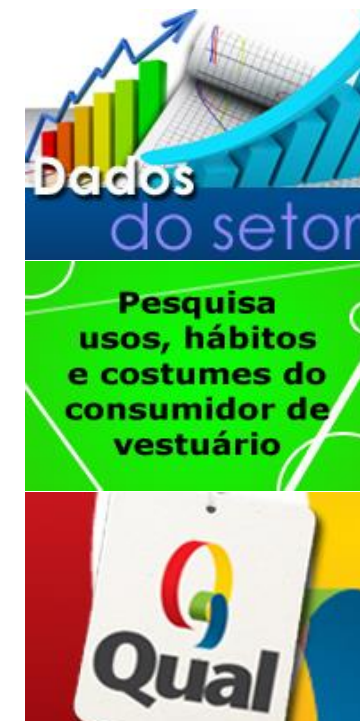 Dados
do setor
Pesquisa
usos, hábitos
e costumes do
consumidor de
vestuário
Qual